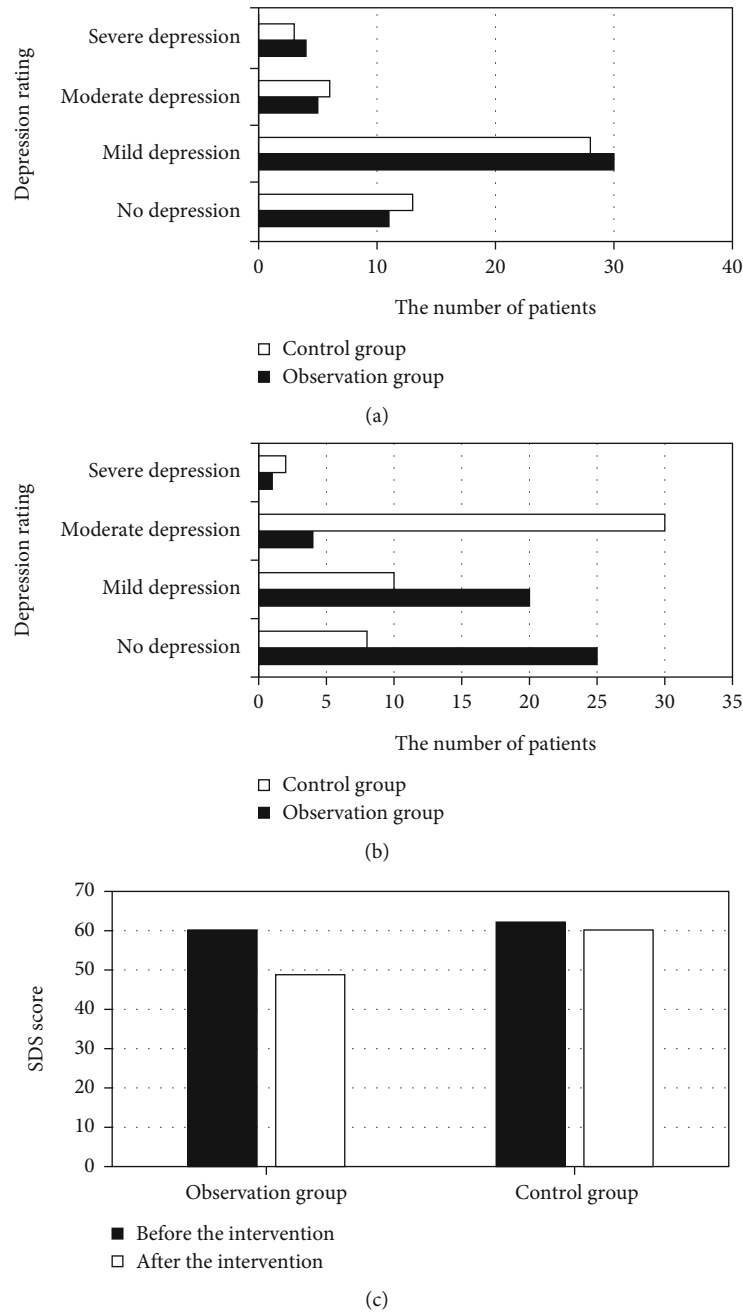 Depression rating
Severe depression
Moderate depression
Mild depression
No depression
0 10 20 30 40
The number of patients
Control group
Observation group
(a)
Depression rating
Severe depression
Moderate depression
Mild depression
No depression
0 5 10 15 20 25 30 35
The number of patients
Control group
Observation group
(b)
SDS score
70
60
50
40
30
20
10
0
Observation group Control group
Before the intervention
After the intervention
(c)